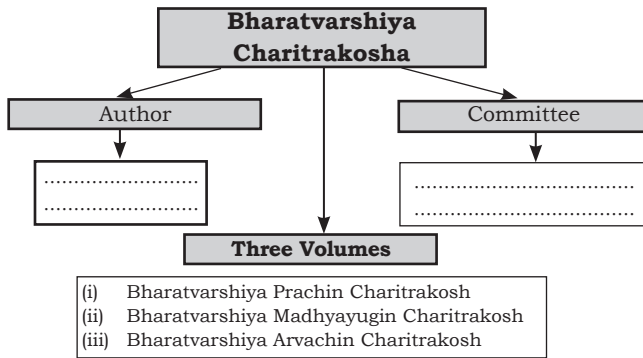 Bharatvarshiya
Charitrakosha
Author
Committee
................................
................................
................................
................................
Three Volumes
(i) Bharatvarshiya Prachin Charitrakosh
(ii) Bharatvarshiya Madhyayugin Charitrakosh
(iii) Bharatvarshiya Arvachin Charitrakosh